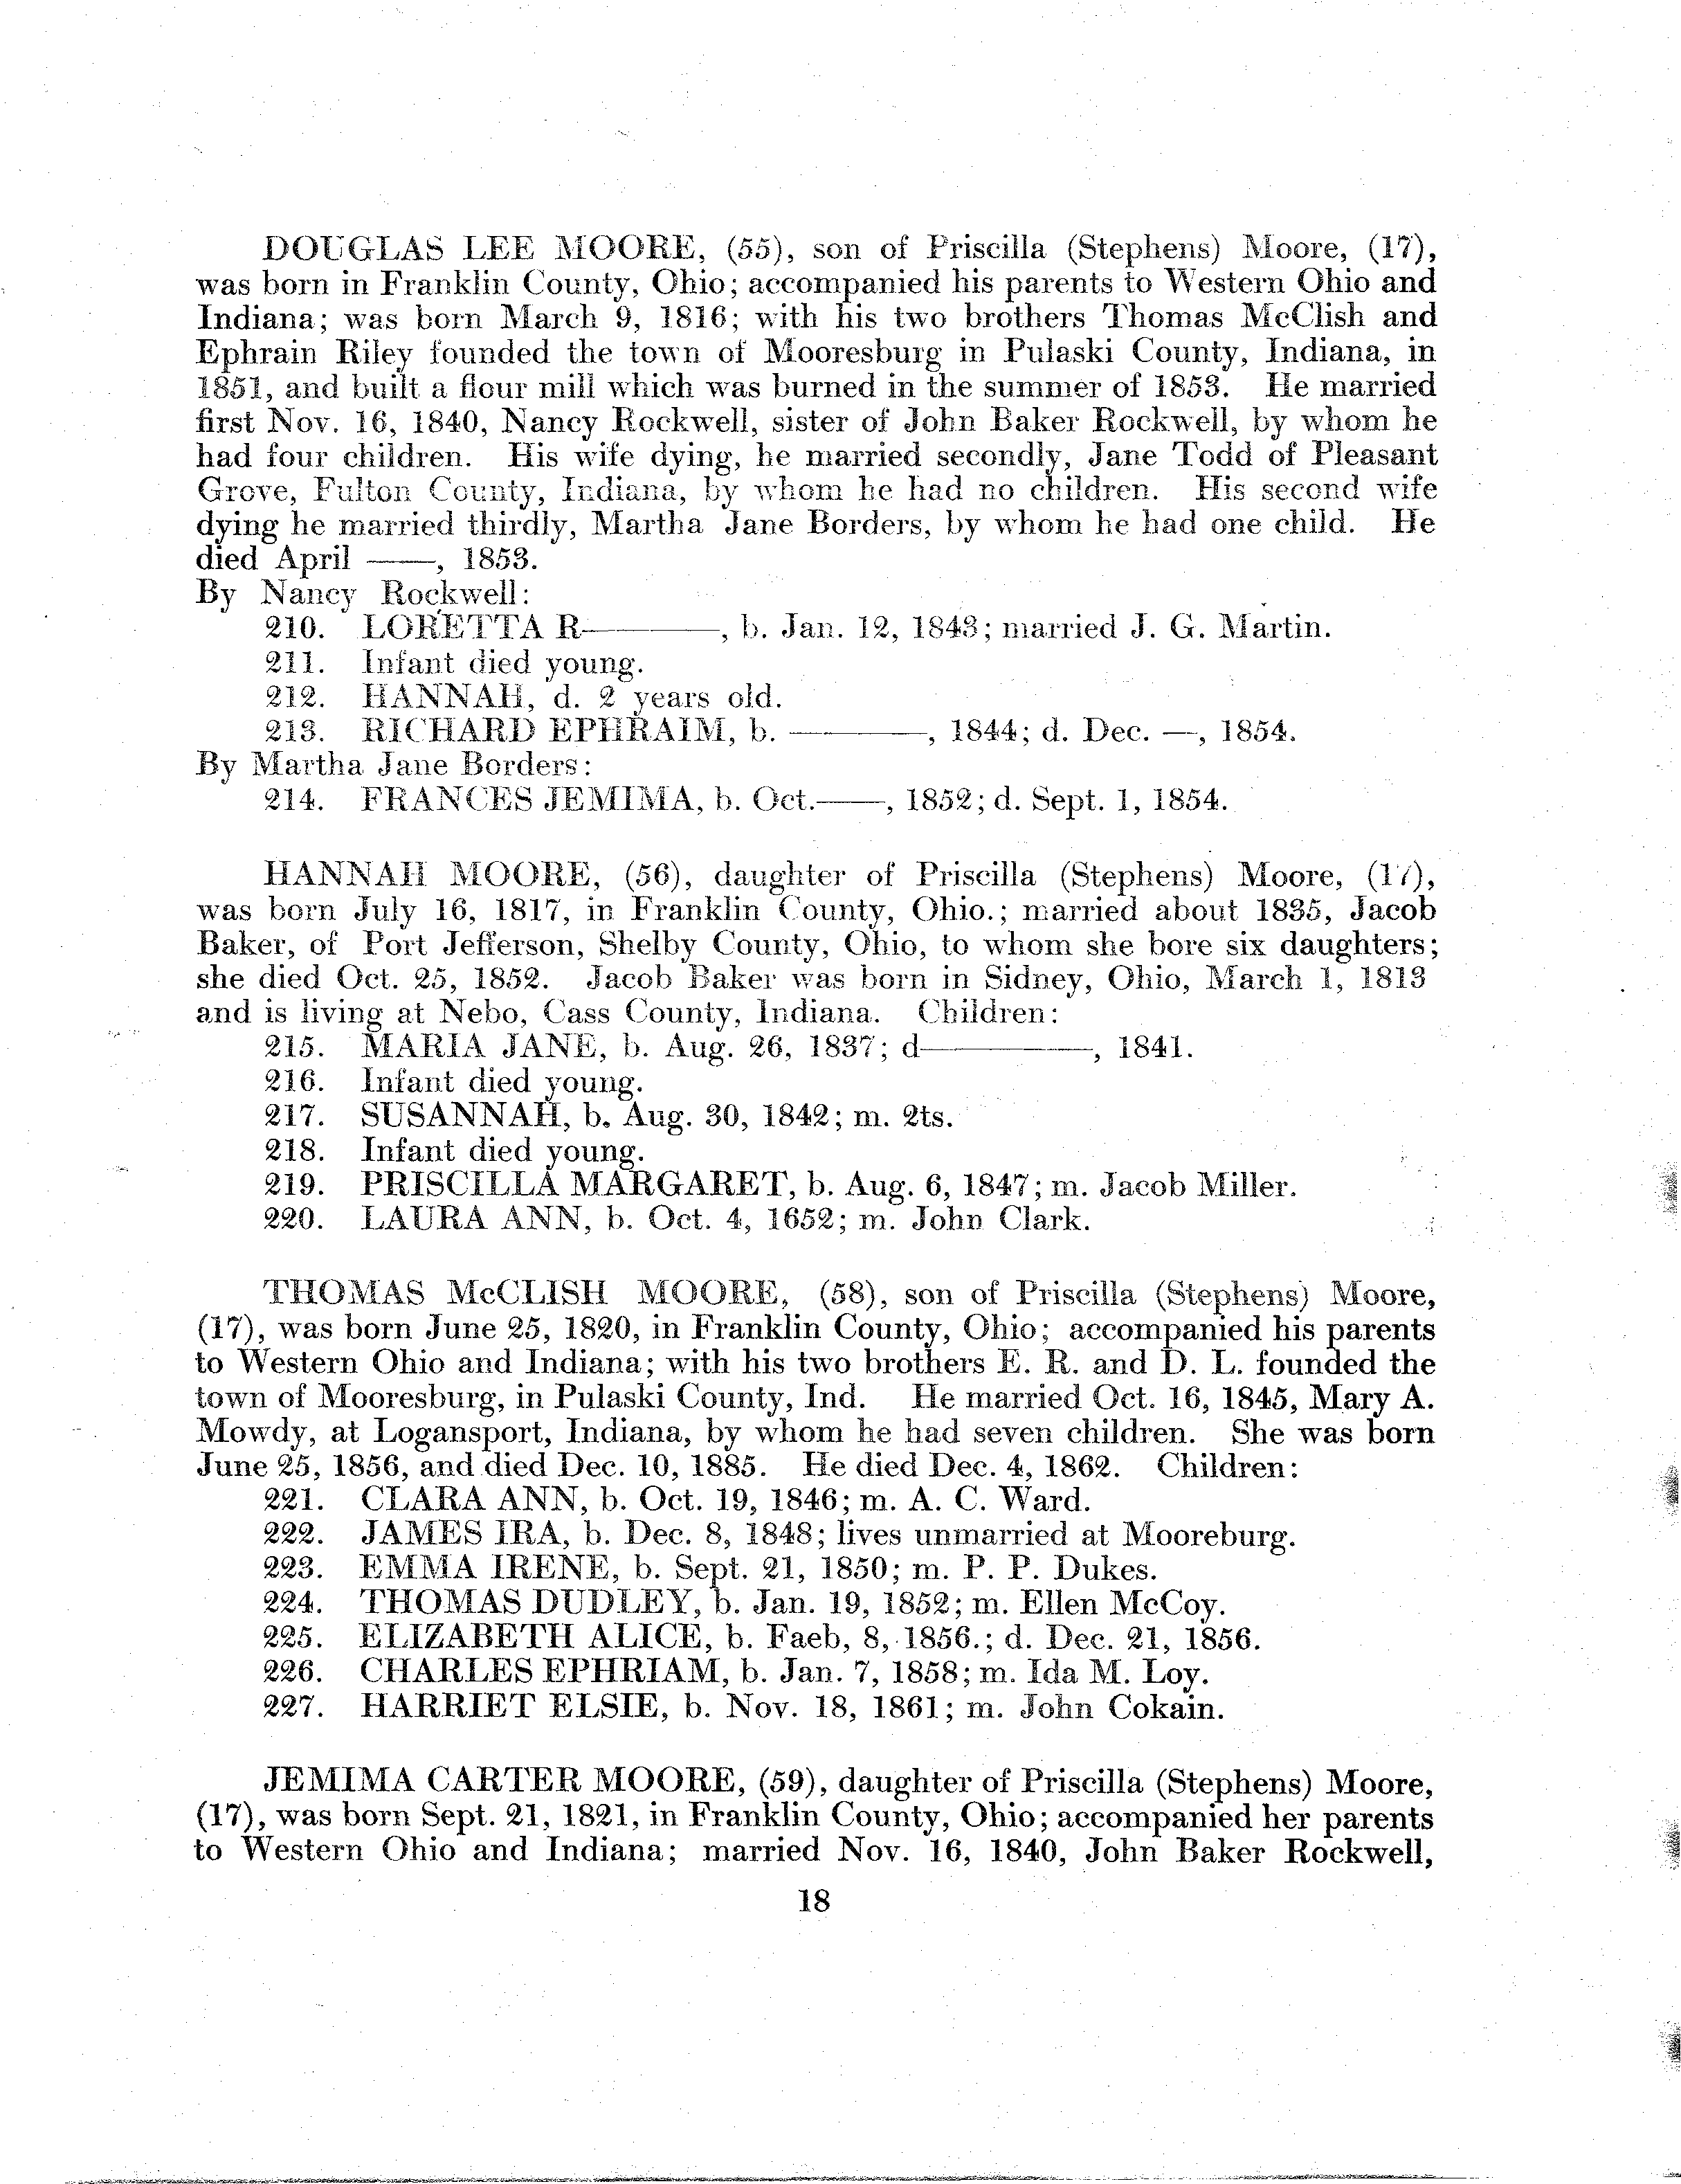 DOUGLAS LEE MOORE, (55), son of Priscilla (Stephens) Moore, (17),
was born in Franklin County, Ohio; accompanied his parents to Western Ohio and
Indiana; was born March 9, 1816; with his two brothers Thomas McClish and
Ephrain Riley founded the town of Mooresburg in Pulaski County, Indiana, in
1851, and built a flour mill which was burned in the summer of 1853. He married
first Nov. 16, 1840, Nancy Rockwell, sister of John Baker Rockwell, by whom he
had four children. His wife dying, he married secondly, Jane Todd of Pleasant
Grove, Fulton County, Indiana, by whom he had no children. His second wife
dying he married thirdly, Martha Jane Borders, by whom he had one child. He
died April ——, 1853.
By Nancy Rockwell:
210. LORETTA R————, b. Jan. 12, 1843; married J. G. Martin.
211. Infant died young.
212. HANNAH, d. 2 years old.
213. RICHARD EPHRAIM, b. ————, 1844; d. Dec. —, 1854.
By Martha Jane Borders:
214. FRANCES JEMIMA, b. Oct.——, 1852; d. Sept. 1, 1854.
HANNAH MOORE, (56), daughter of Priscilla (Stephens) Moore, (17),
was born July 16, 1817, in Franklin County, Ohio.; married about 1835, Jacob
Baker, of Port Jefferson, Shelby County, Ohio, to whom she bore six daughters;
she died Oct. 25, 1852. Jacob Baker was born in Sidney, Ohio, March 1, 1813
and is living at Nebo, Cass County, Indiana. Children:
215. MARIA JANE, b. Aug. 26, 1837; d—————, 1841.
216. Infant died young.
217. SUSANNAH, b. Aug. 30, 1842; m. 2ts.
218. Infant died young.
219. PRISCILLA MARGARET, b. Aug. 6, 1847; m. Jacob Miller.
220. LAURA ANN, b. Oct. 4, 1652; m. John Clark.
THOMAS McCLISH MOORE, (58), son of Priscilla (Stephens) Moore,
(17), was born June 25, 1820, in Franklin County, Ohio; accompanied his parents
to Western Ohio and Indiana; with his two brothers E. R. and D. L. founded the
town of Mooresburg, in Pulaski County, Ind. He married Oct. 16, 1845, Mary A.
Mowdy, at Logansport, Indiana, by whom he had seven children. She was born
June 25, 1856, and died Dec. 10, 1885. He died Dec. 4, 1862. Children:
221. CLARA ANN, b. Oct. 19, 1846; m. A. C. Ward.
222. JAMES IRA, b. Dec. 8, 1848; lives unmarried at Mooreburg.
223. EMMA IRENE, b. Sept. 21, 1850; m. P. P. Dukes.
224. THOMAS DUDLEY, b. Jan. 19, 1852; m. Ellen McCoy.
225. ELIZABETH ALICE, b. Faeb, 8, 1856.; d. Dec. 21, 1856.
226. CHARLES EPHRIAM, b. Jan. 7, 1858; m. Ida M. Loy.
227. HARRIET ELSIE, b. Nov. 18, 1861; m. John Cokain.
JEMIMA CARTER MOORE, (59), daughter of Priscilla (Stephens) Moore,
(17), was born Sept. 21, 1821, in Franklin County, Ohio; accompanied her parents
to Western Ohio and Indiana; married Nov. 16, 1840, John Baker Rockwell,
18